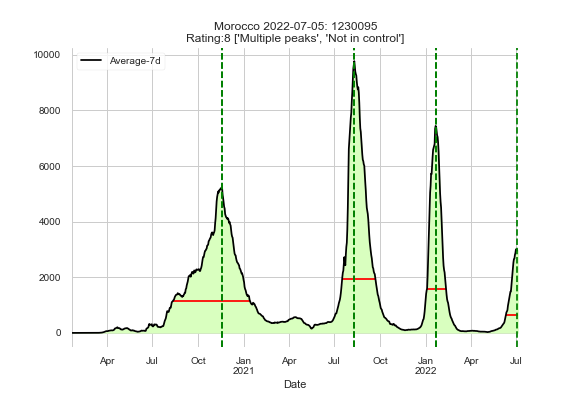 Morocco 2022-07-05: 1230095
Rating:8 ['Multiple peaks', 'Not in control']
Average-7d
10000
8000
6000
4000
2000
0
Apr Jul Oct Jan Apr Jul Oct Jan Apr Jul
2021 2022
Date